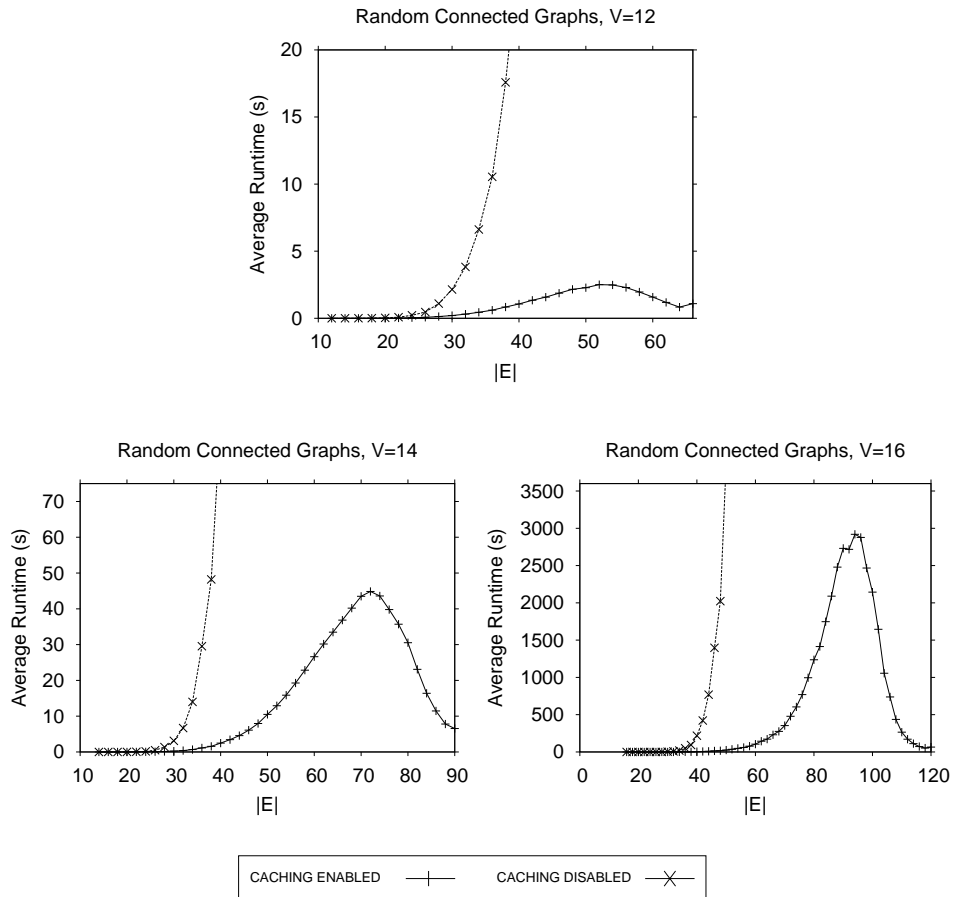 Random Connected Graphs, V=12
20
15
10
5
0
Average Runtime (s)
10 20 30 40 50 60
|E|
Random Connected Graphs, V=14
70
60
50
40
30
20
10
0
Average Runtime (s)
10 20 30 40 50 60 70 80 90
|E|
Random Connected Graphs, V=16
3500
3000
2500
2000
1500
1000
500
0
Average Runtime (s)
0 20 40 60 80 100 120
|E|
CACHING ENABLED CACHING DISABLED